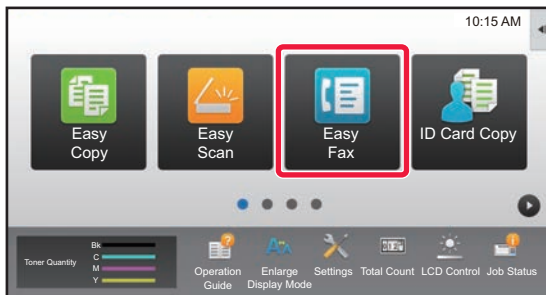 10:15 AM
Easy
Copy
Easy
Scan
Easy
Fax
ID Card Copy
Toner Quantity
Bk
C
M
Y
Operation
Guide
Enlarge
Display Mode
Settings
Total Count
LCD Control
Job Status